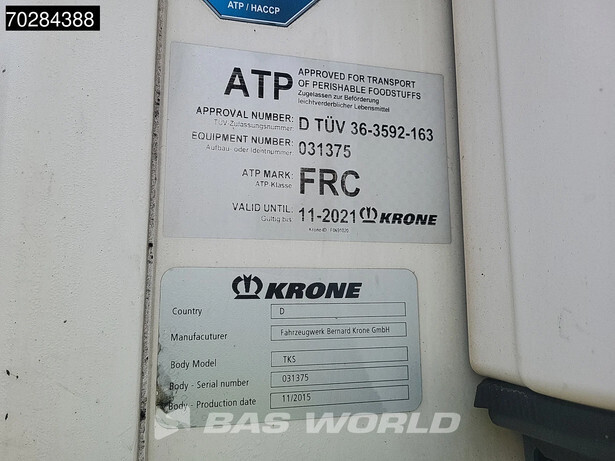 70284388
ATP / HACCP
ATP
APPROVED FOR TRANSPORT
OF PERISHABLE FOODSTUFFS
Zugelassen zur Beförderung
leichtverderblicher Lebensmittel
APPROVAL NUMBER: D TÜV 36-3592-163
TÜV-Zulassungsnummer:
EQUIPMENT NUMBER: 031375
Aufbau- oder Identnummer:
ATP MARK: FRC
ATP-Klasse
VALID UNTIL: 11-2021 KRONE
Gültig bis
KRONE
Country D
Manufacturer Fahrzeugwerk Bernard Krone GmbH
Body Model TKS
Body - Serial number 031375
Body - Production date 11/2015
BAS WORLD